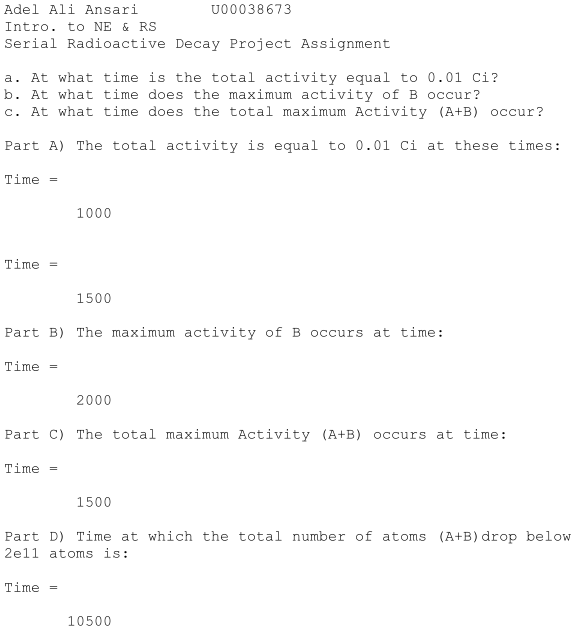 Adel Ali Ansari        U00038673
Intro. to NE & RS
Serial Radioactive Decay Project Assignment
a. At what time is the total activity equal to 0.01 Ci?
b. At what time does the maximum activity of B occur?
c. At what time does the total maximum Activity (A+B) occur?
Part A) The total activity is equal to 0.01 Ci at these times:
Time =
1000
Time =
1500
Part B) The maximum activity of B occurs at time:
Time =
2000
Part C) The total maximum Activity (A+B) occurs at time:
Time =
1500
Part D) Time at which the total number of atoms (A+B)drop below
2e11 atoms is:
Time =
10500